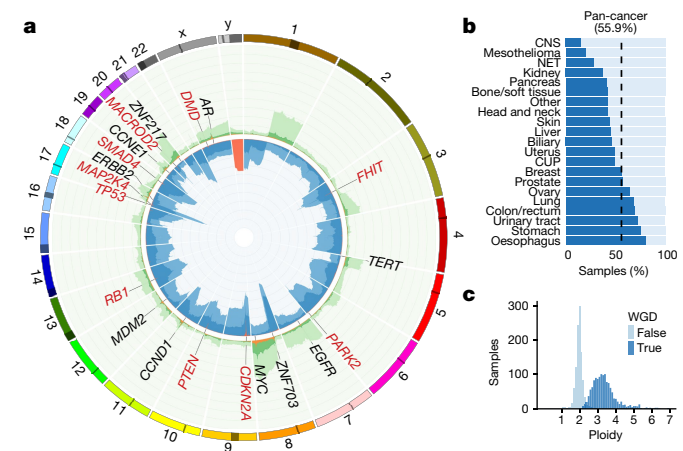 a
1
2
3
4
5
6
7
8
9
10
11
12
13
14
15
16
17
18
19
20
21
22
x
y
AR
DMD
ZNF217
MACROD2
CCNE1
SMAD4
ERBB2
MAP2K4
TP53
FHIT
TERT
RB1
MDM2
CCND1
PTEN
CDKN2A
MYC
ZNF703
EGFR
PARK2
b
Pan-cancer
(55.9%)
CNS
Mesothelioma
NET
Kidney
Pancreas
Bone/soft tissue
Other
Head and neck
Skin
Liver
Biliary
Uterus
CUP
Breast
Prostate
Ovary
Lung
Colon/rectum
Urinary tract
Stomach
Oesophagus
0 50 100
Samples (%)
c
WGD
False
True
Samples
300
200
100
0
1 2 3 4 5 6 7
Ploidy